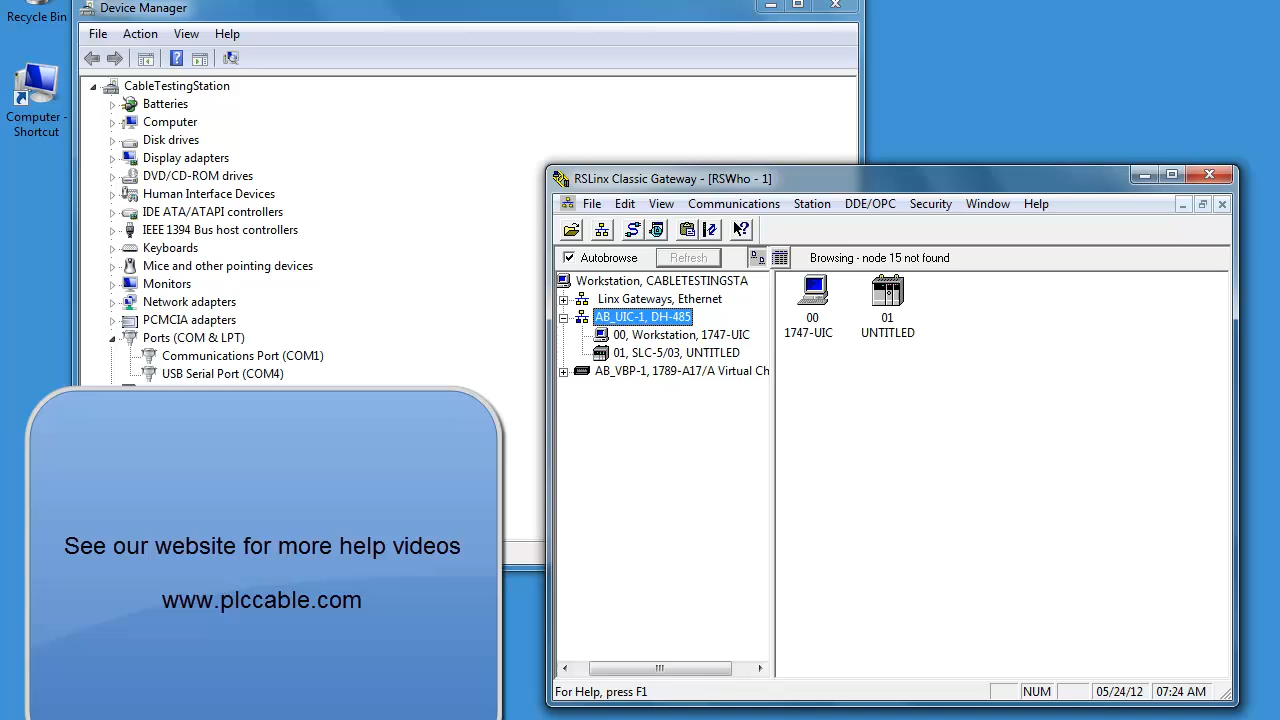 Recycle Bin
Computer -
Shortcut
Device Manager
File Action View Help
CableTestingStation
Batteries
Computer
Disk drives
Display adapters
DVD/CD-ROM drives
Human Interface Devices
IDE ATA/ATAPI controllers
IEEE 1394 Bus host controllers
Keyboards
Mice and other pointing devices
Monitors
Network adapters
PCMCIA adapters
Ports (COM & LPT)
Communications Port (COM1)
USB Serial Port (COM4)
See our website for more help videos
www.plccable.com
RSLinx Classic Gateway - [RSWho - 1]
File Edit View Communications Station DDE/OPC Security Window Help
Autobrowse Refresh Browsing - node 15 not found
Workstation, CABLETESTINGSTA
Linx Gateways, Ethernet
AB_UIC-1, DH-485
00, Workstation, 1747-UIC
01, SLC-5/03, UNTITLED
AB_VBP-1, 1789-A17/A Virtual Ch
00
1747-UIC
01
UNTITLED
For Help, press F1 NUM 05/24/12 07:24 AM